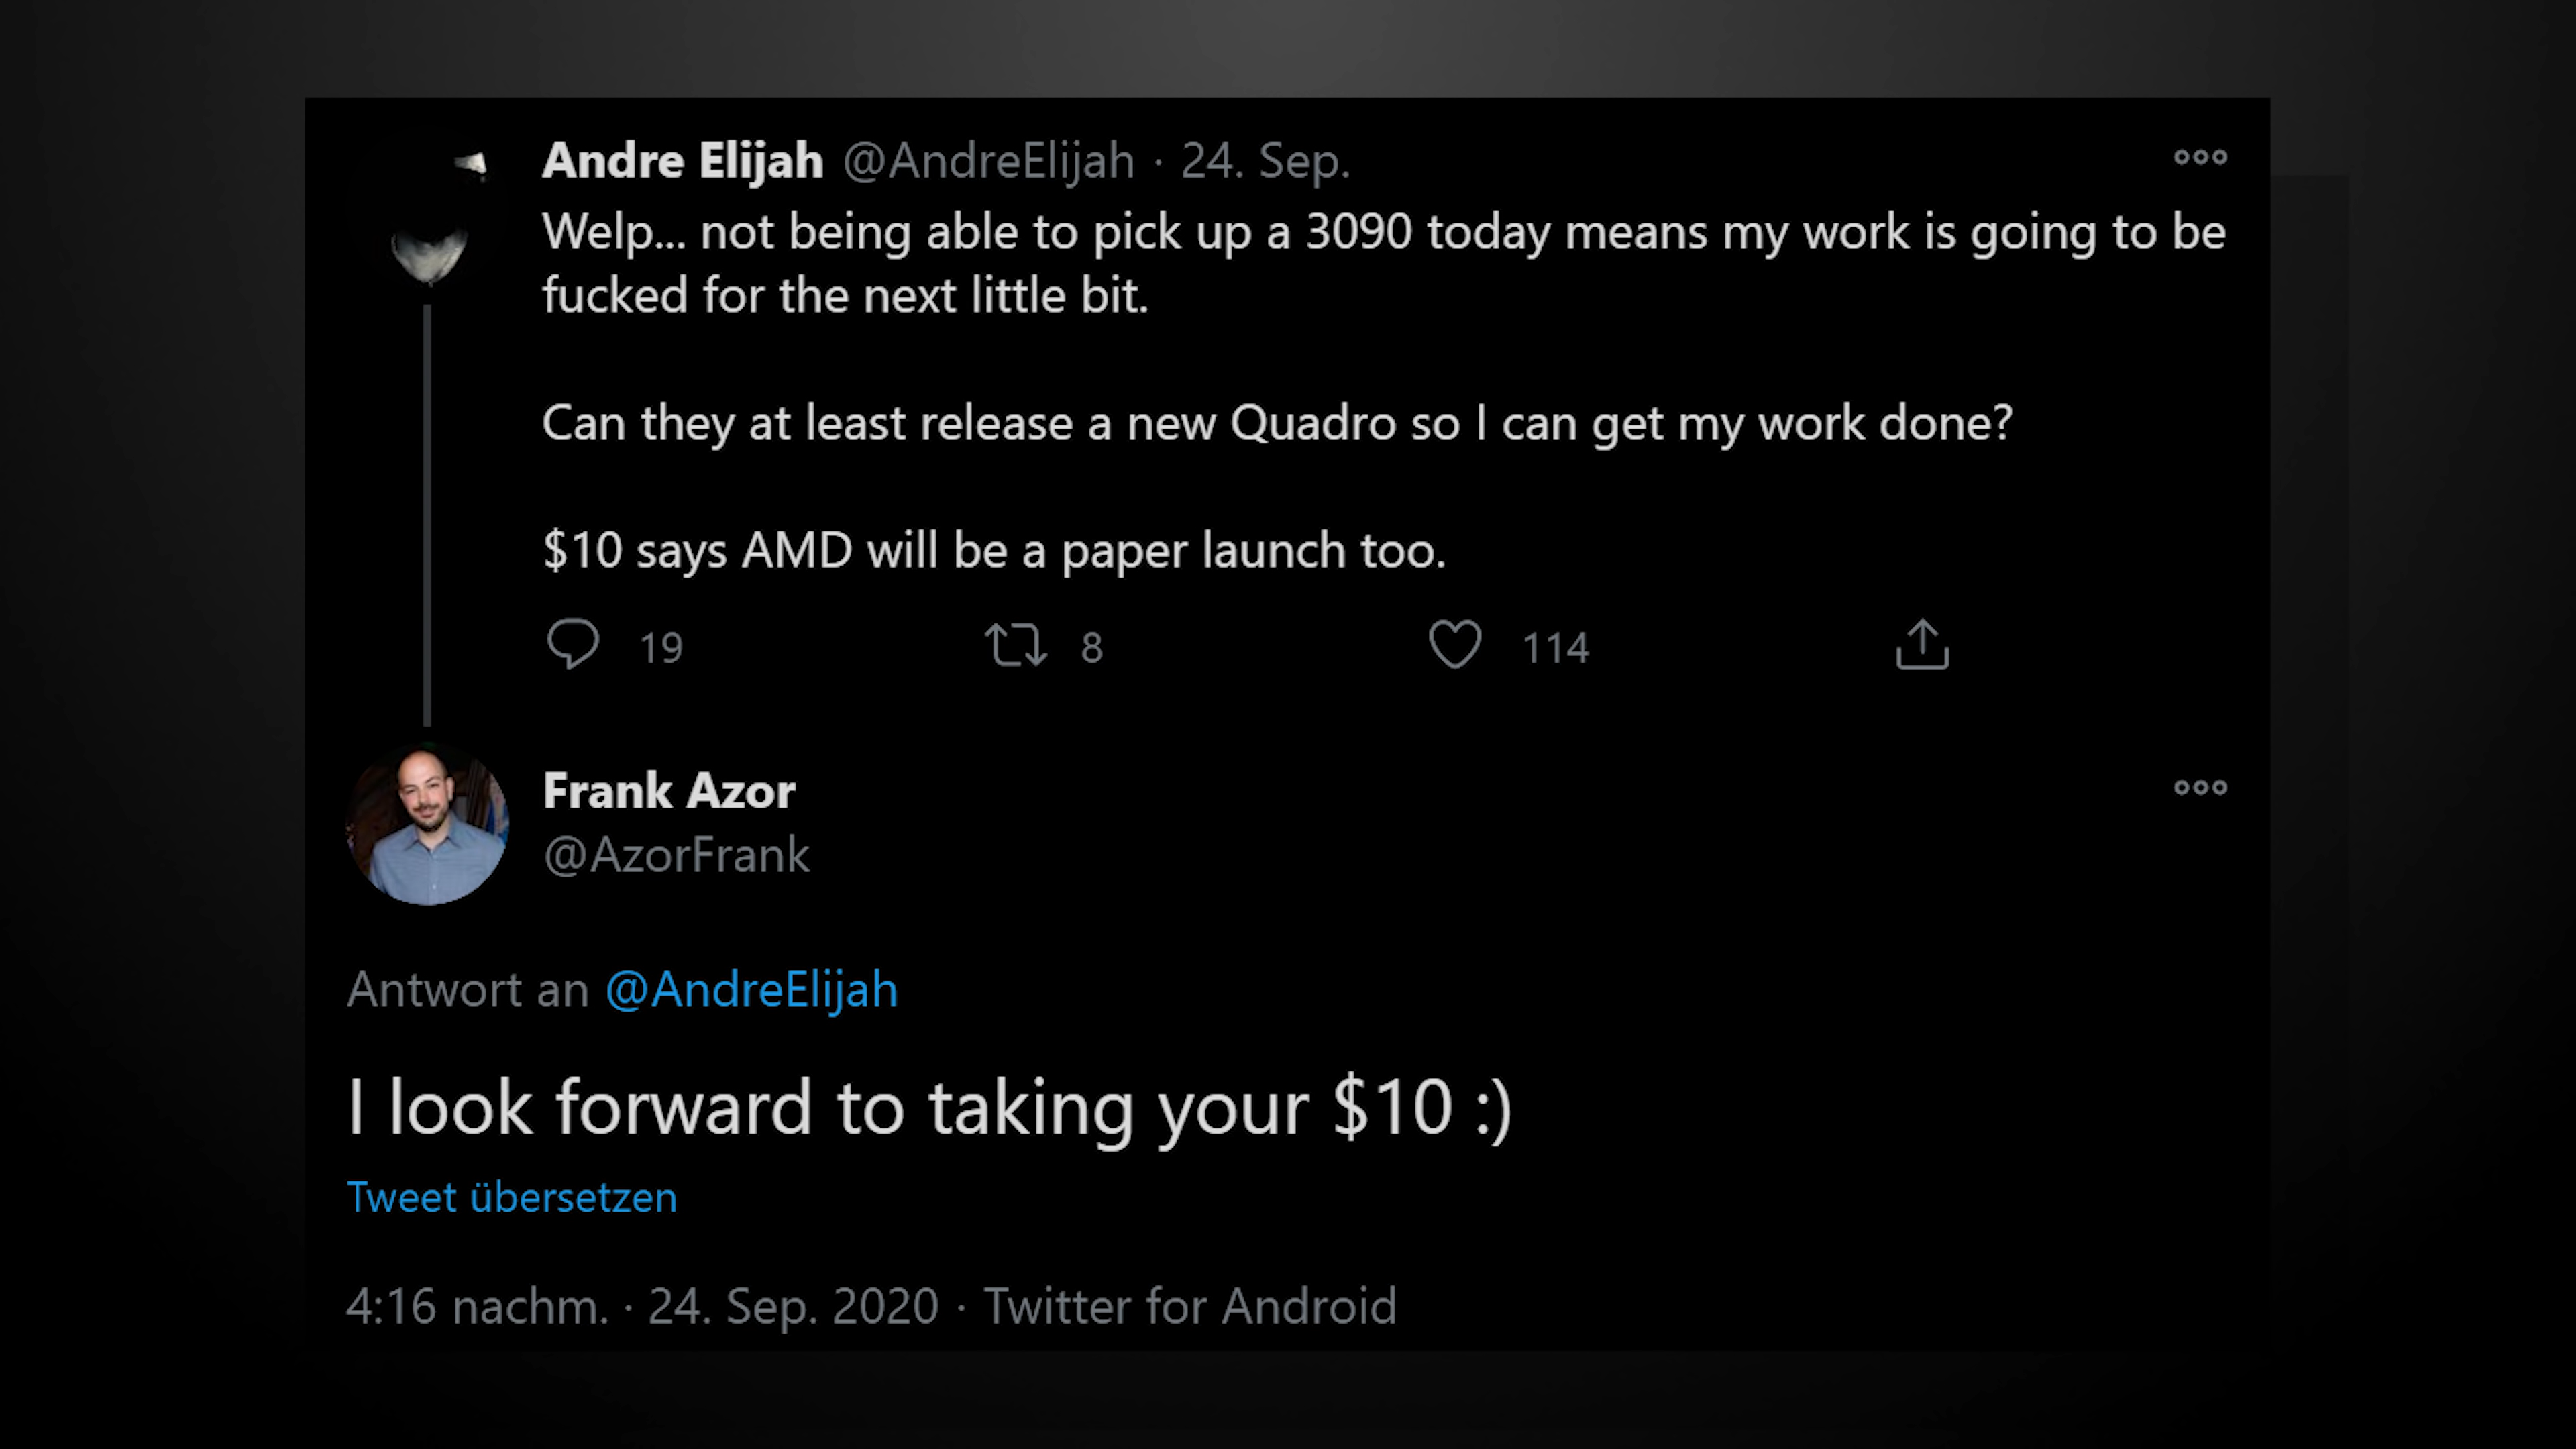 Andre Elijah @AndreElijah · 24. Sep.
Welp... not being able to pick up a 3090 today means my work is going to be
fucked for the next little bit.
Can they at least release a new Quadro so I can get my work done?
$10 says AMD will be a paper launch too.
19 8 114
Frank Azor
@AzorFrank
Antwort an @AndreElijah
I look forward to taking your $10 :)
Tweet übersetzen
4:16 nachm. · 24. Sep. 2020 · Twitter for Android